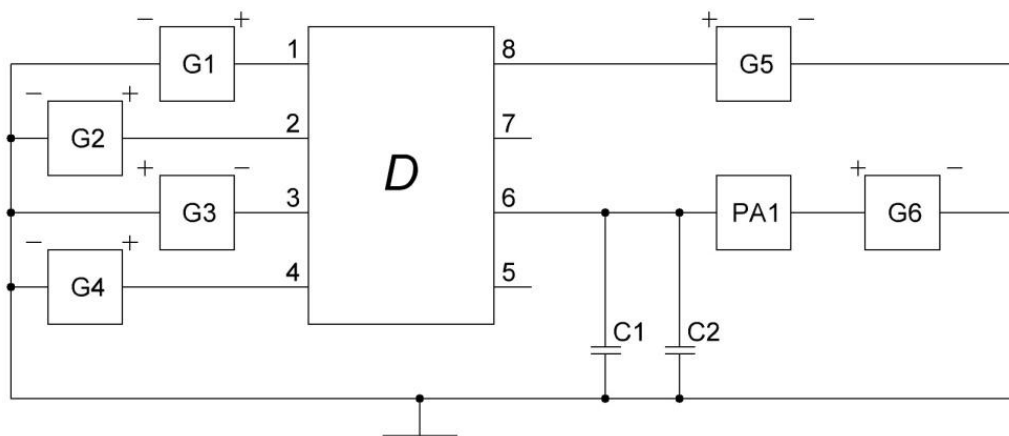 − G1 + 1
− G2 + 2
+ G3 − 3
− G4 + 4
D
8 + G5 −
7
6 PA1 + G6 −
5
C1 C2